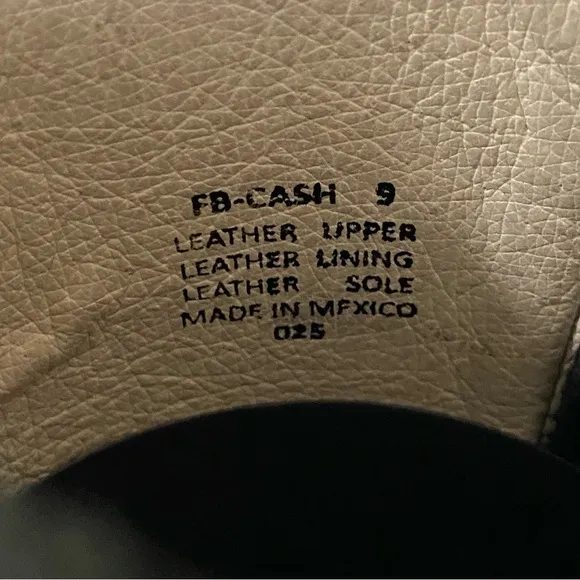 FB-CASH 9
LEATHER UPPER
LEATHER LINING
LEATHER SOLE
MADE IN MEXICO
025